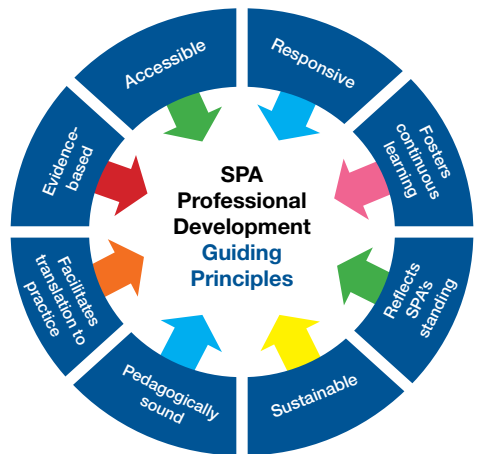 Accessible
Responsive
Fosters
continuous
learning
Reflects
SPA's
standing
Sustainable
Pedagogically
sound
Facilitates
translation to
practice
Evidence-
based
SPA
Professional
Development
Guiding
Principles